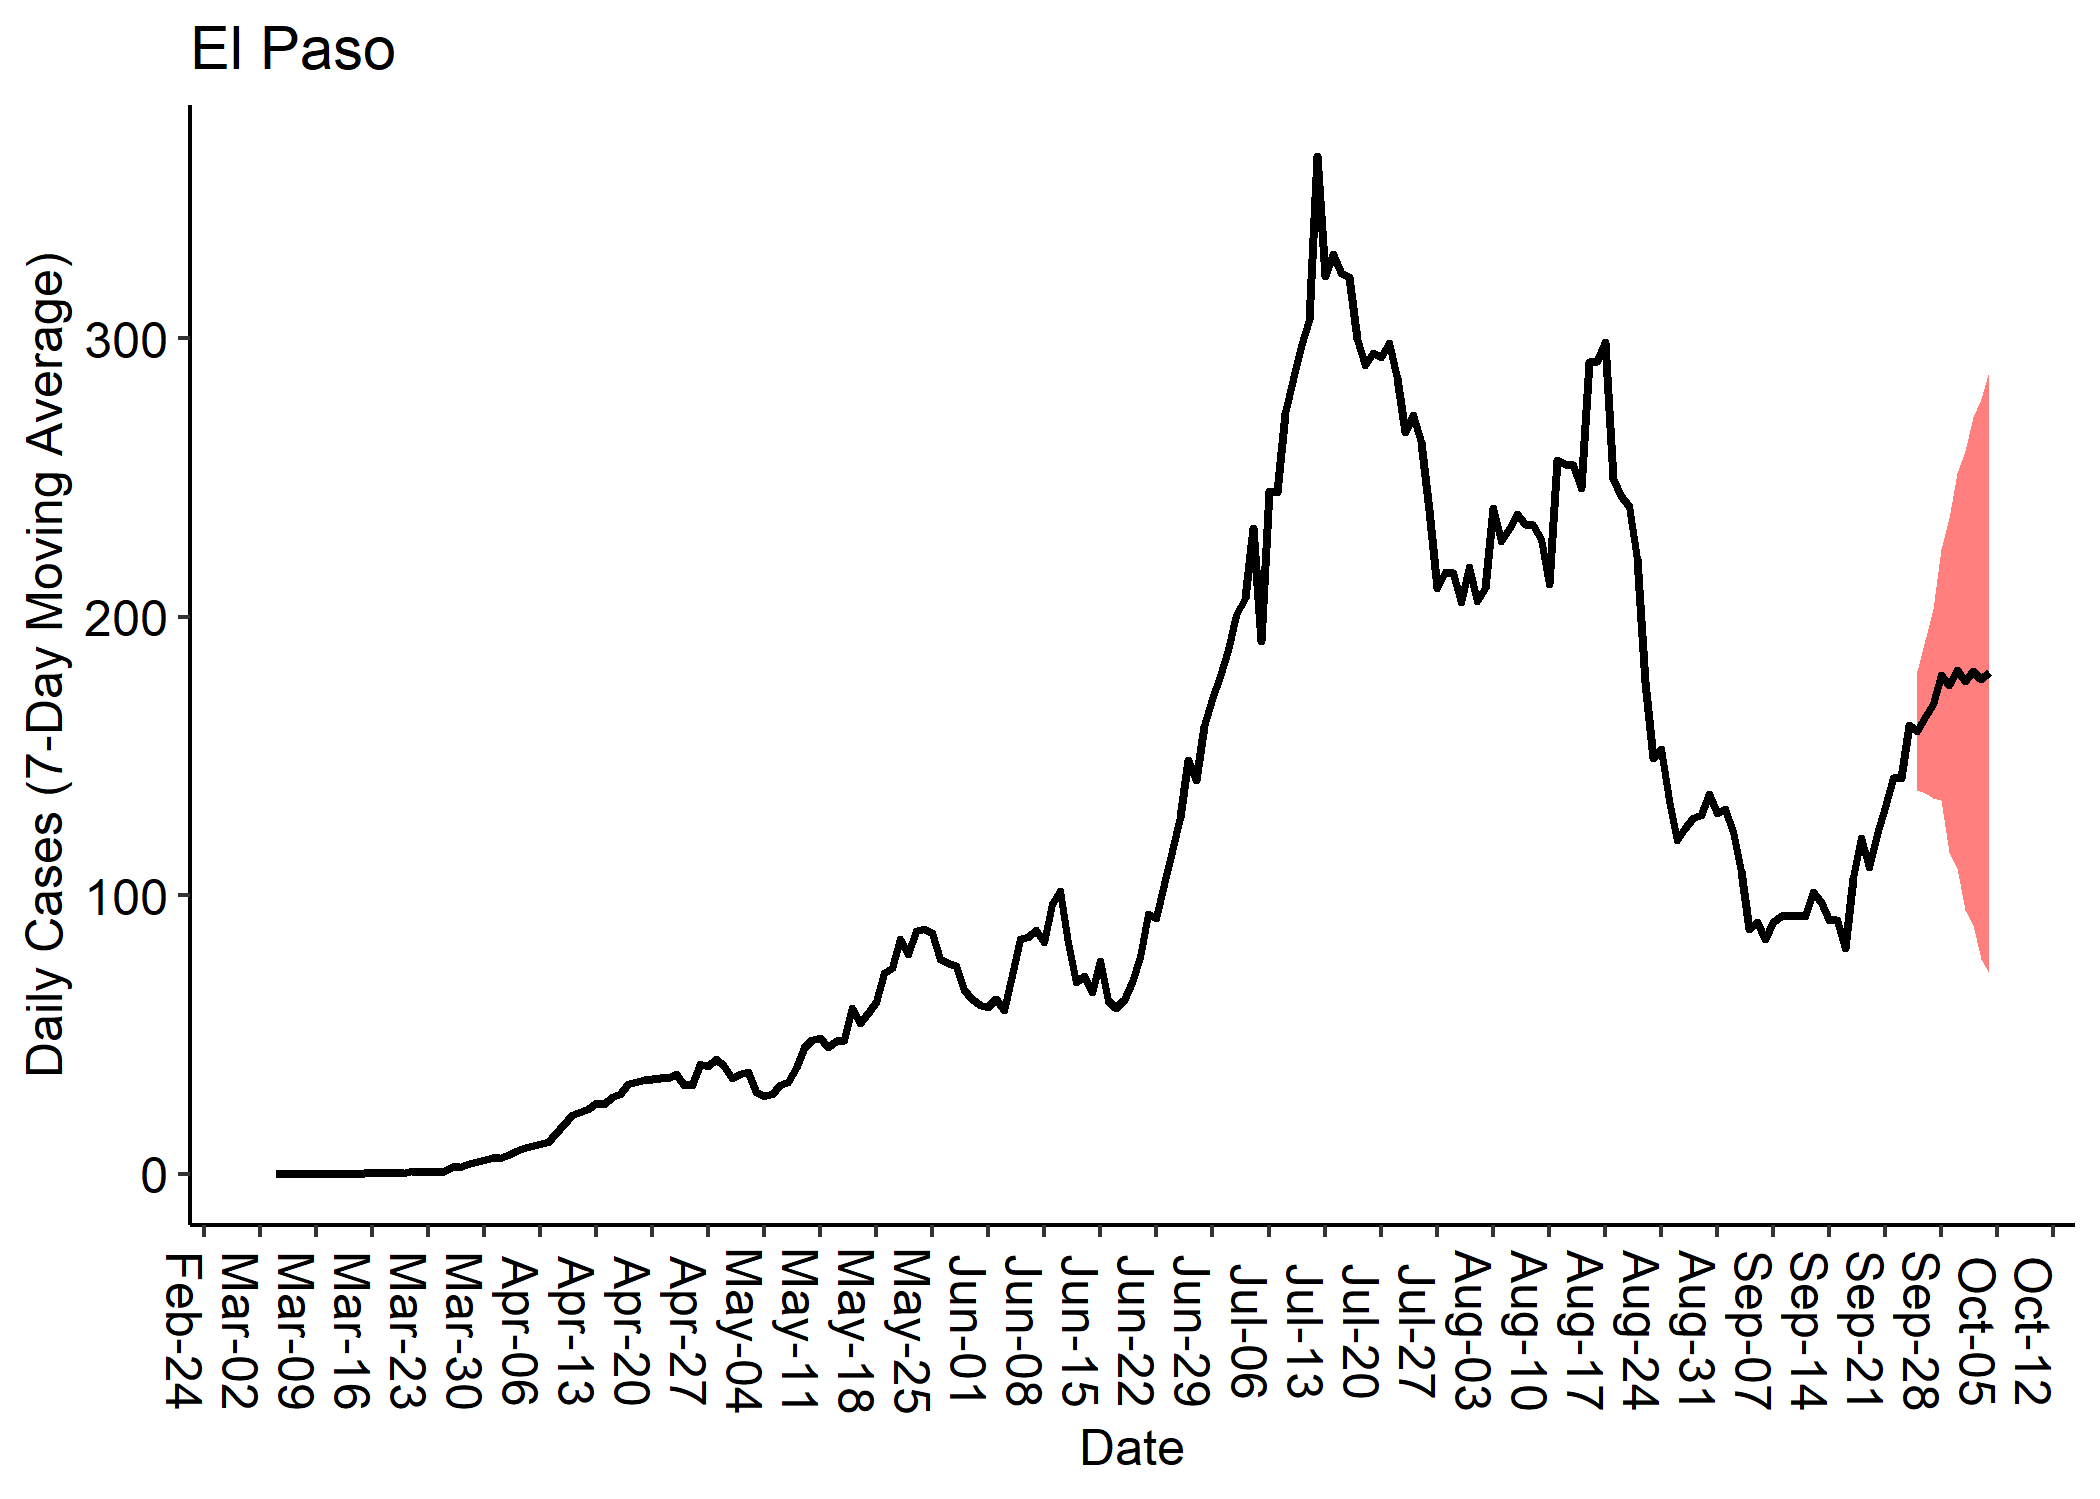 El Paso
Daily Cases (7-Day Moving Average)
300
200
100
0
Feb-24
Mar-02
Mar-09
Mar-16
Mar-23
Mar-30
Apr-06
Apr-13
Apr-20
Apr-27
May-04
May-11
May-18
May-25
Jun-01
Jun-08
Jun-15
Jun-22
Jun-29
Jul-06
Jul-13
Jul-20
Jul-27
Aug-03
Aug-10
Aug-17
Aug-24
Aug-31
Sep-07
Sep-14
Sep-21
Sep-28
Oct-05
Oct-12
Date